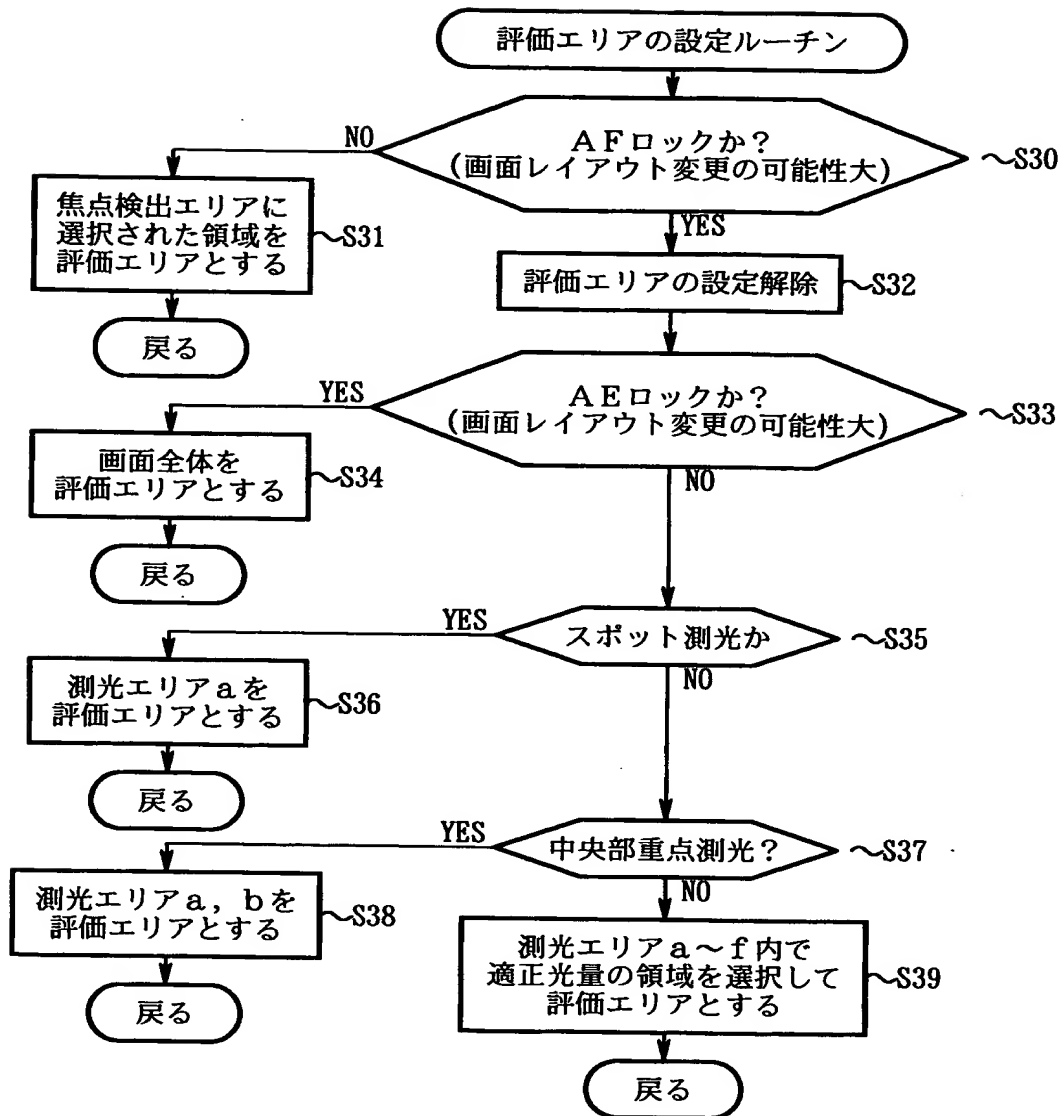 評価エリアの設定ルーチン
AFロックか?
(画面レイアウト変更の可能性大)
~S30
NO
YES
焦点検出エリアに
選択された領域を
評価エリアとする
~S31
戻る
評価エリアの設定解除
~S32
AEロックか?
(画面レイアウト変更の可能性大)
~S33
YES
NO
画面全体を
評価エリアとする
~S34
戻る
スポット測光か
~S35
YES
NO
測光エリアaを
評価エリアとする
~S36
戻る
中央部重点測光?
~S37
YES
NO
測光エリアa,bを
評価エリアとする
~S38
戻る
測光エリアa~f内で
適正光量の領域を選択して
評価エリアとする
~S39
戻る